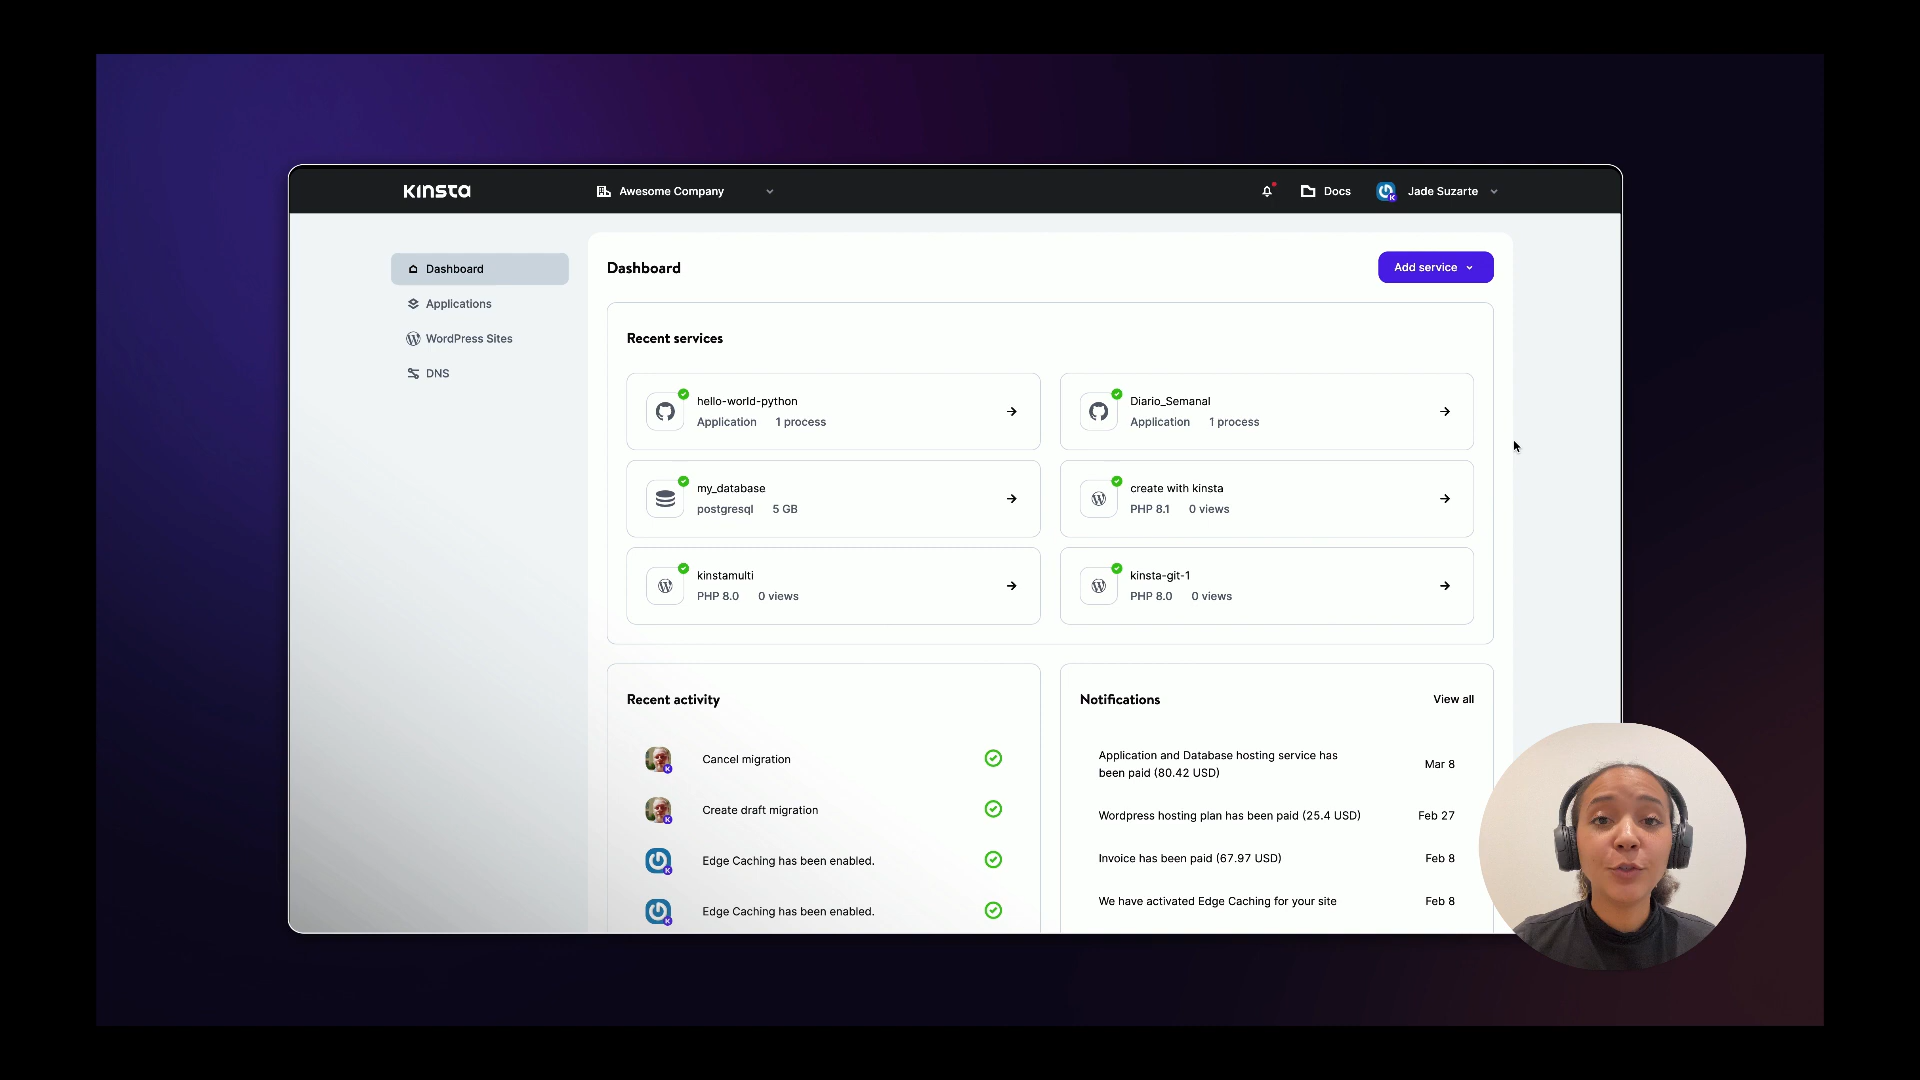 Kinsta
Awesome Company
Docs
Jade Suzarte
Dashboard
Applications
WordPress Sites
DNS
Dashboard
Add service
Recent services
hello-world-python
Application 1 process
Diario_Semanal
Application 1 process
my_database
postgresql 5 GB
create with kinsta
PHP 8.1 0 views
kinstamulti
PHP 8.0 0 views
kinsta-git-1
PHP 8.0 0 views
Recent activity
Cancel migration
Create draft migration
Edge Caching has been enabled.
Edge Caching has been enabled.
Notifications
View all
Application and Database hosting service has
been paid (80.42 USD)
Mar 8
Wordpress hosting plan has been paid (25.4 USD)
Feb 27
Invoice has been paid (67.97 USD)
Feb 8
We have activated Edge Caching for your site
Feb 8